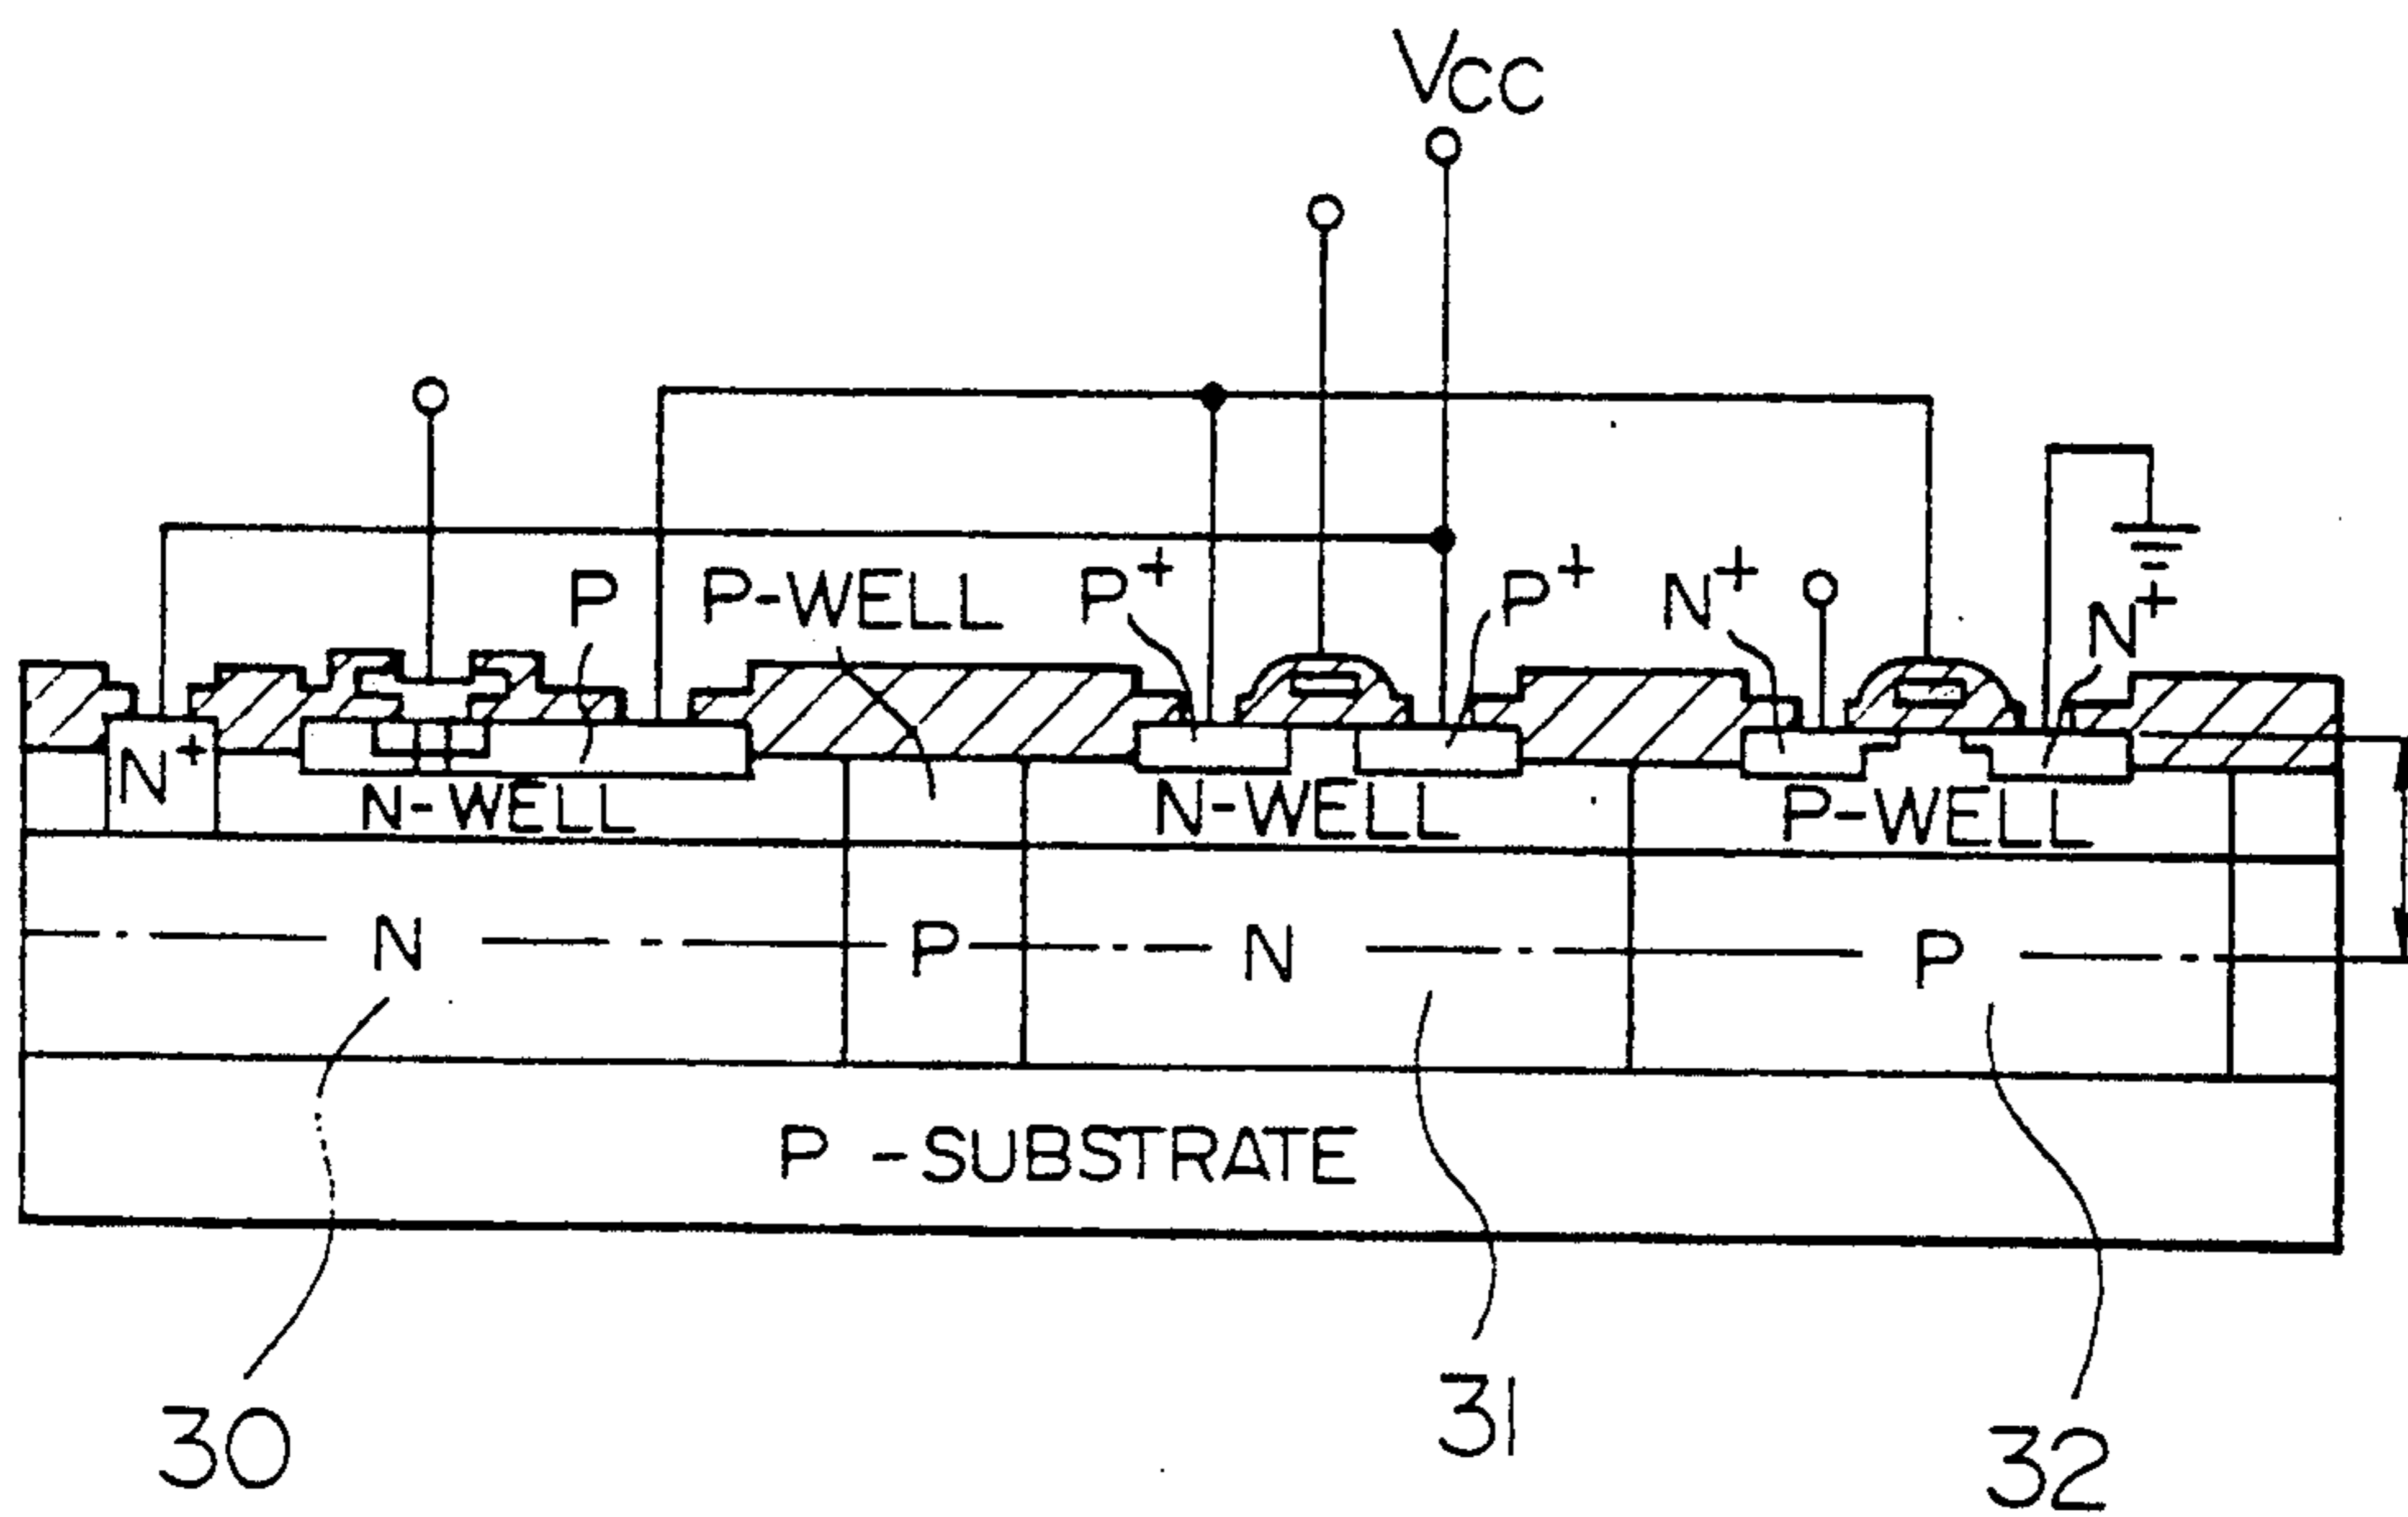 VCC
P P-WELL P+ P+ N+ N+
N+ N-WELL N-WELL P-WELL
N P N P
P -SUBSTRATE
30 31 32